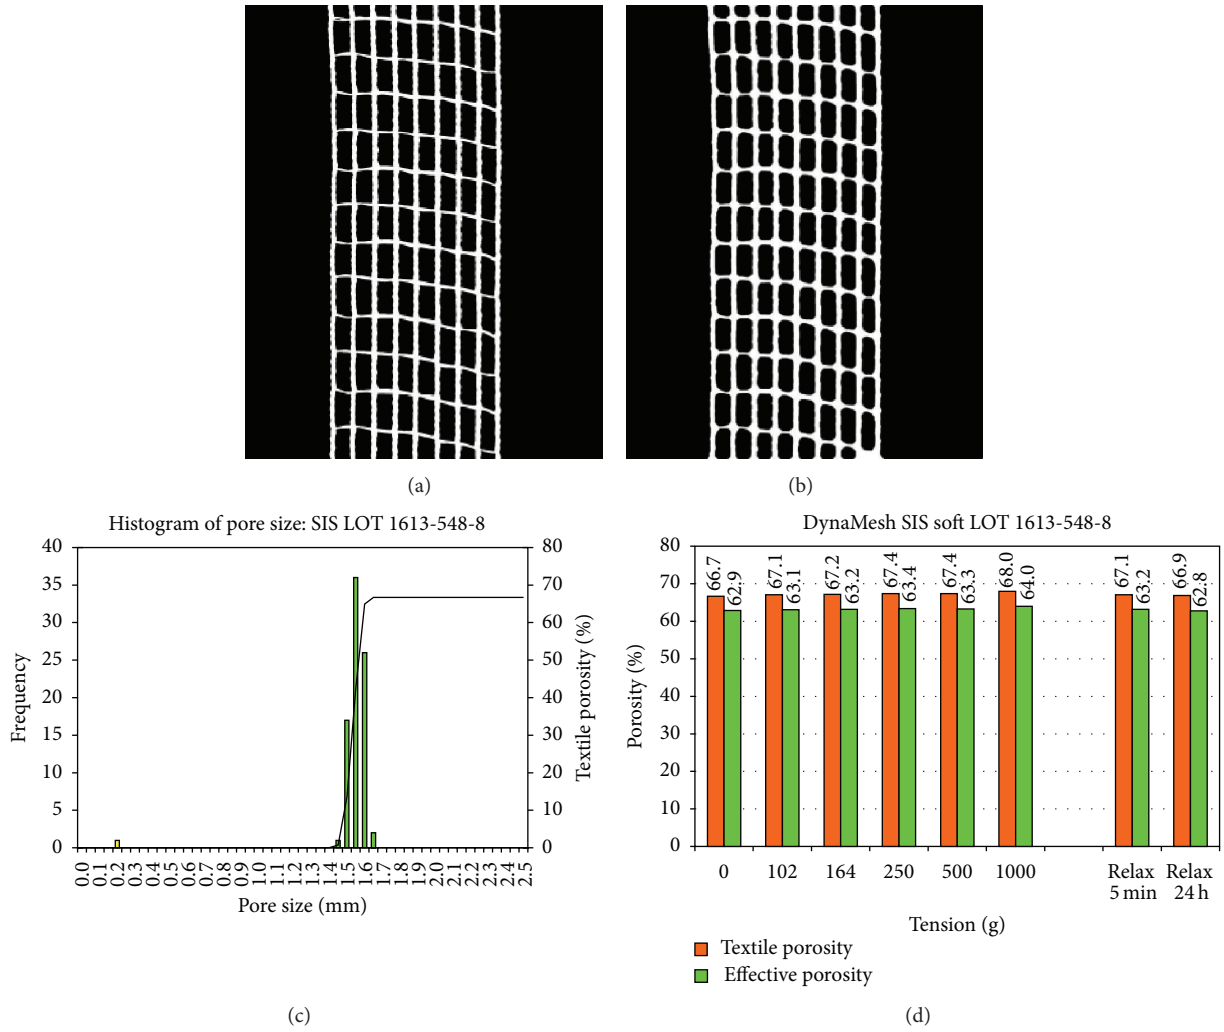 (a)
(b)
Histogram of pore size: SIS LOT 1613-548-8
Frequency
40
35
30
25
20
15
10
5
0
80
70
60
50
40
30
20
10
0
Textile porosity (%)
0.0 0.1 0.2 0.3 0.4 0.5 0.6 0.7 0.8 0.9 1.0 1.1 1.2 1.3 1.4 1.5 1.6 1.7 1.8 1.9 2.0 2.1 2.2 2.3 2.4 2.5
Pore size (mm)
(c)
DynaMesh SIS soft LOT 1613-548-8
Porosity (%)
80
70
60
50
40
30
20
10
0
66.7 62.9 67.1 63.1 67.2 63.2 67.4 63.4 67.4 63.3 68.0 64.0 67.1 63.2 66.9 62.8
0 102 164 250 500 1000 Relax Relax
5 min 24 h
Tension (g)
Textile porosity
Effective porosity
(d)